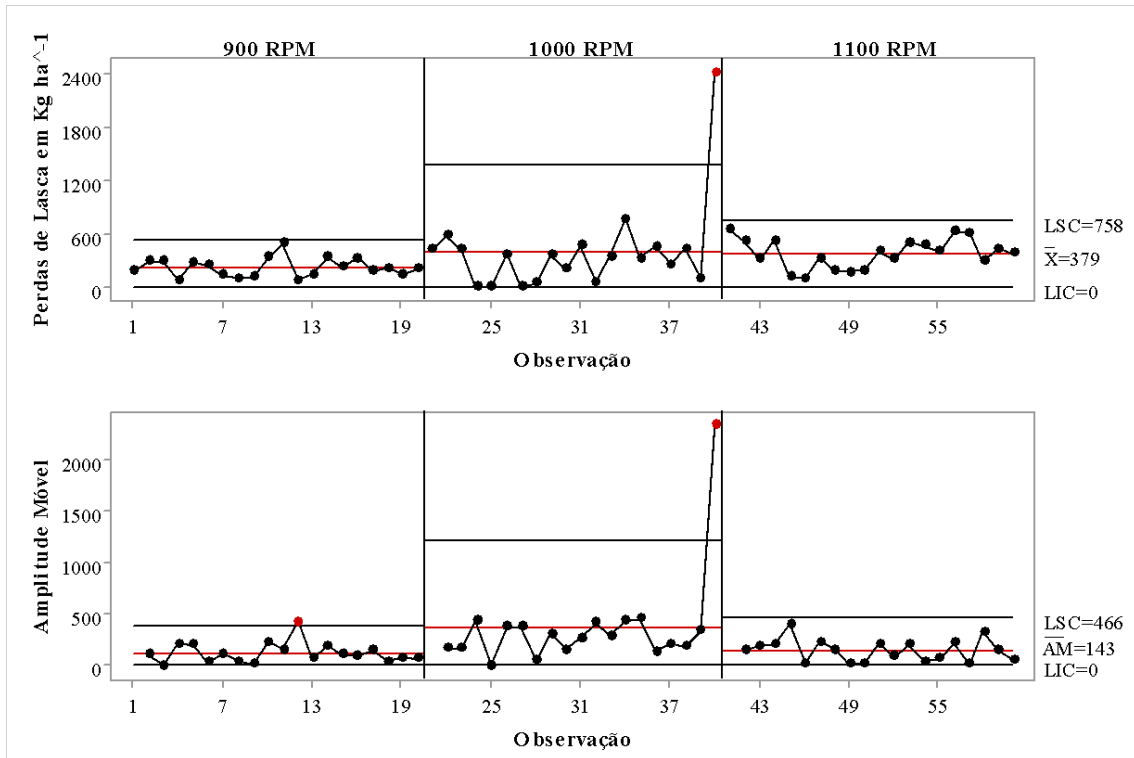 900 RPM 1000 RPM 1100 RPM
Perdas de Lasca em Kg ha^-1
2400
1800
1200
600
0
LSC=758
X̅=379
LIC=0
1 7 13 19 25 31 37 43 49 55
Observação
Amplitude Móvel
2000
1500
1000
500
0
LSC=466
A̅M̅=143
LIC=0
1 7 13 19 25 31 37 43 49 55
Observação